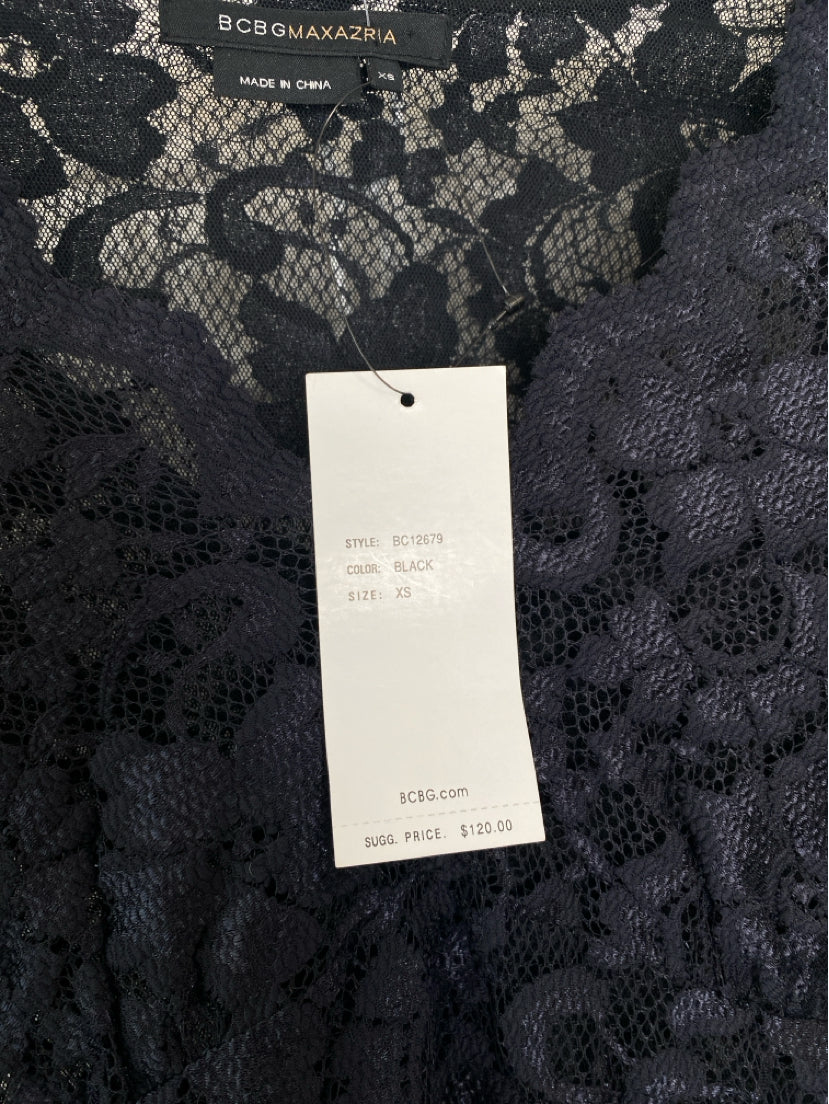 BCBGMAXAZRIA
MADE IN CHINA
XS
STYLE: BC12679
COLOR: BLACK
SIZE: XS
BCBG.com
SUGG. PRICE. $120.00